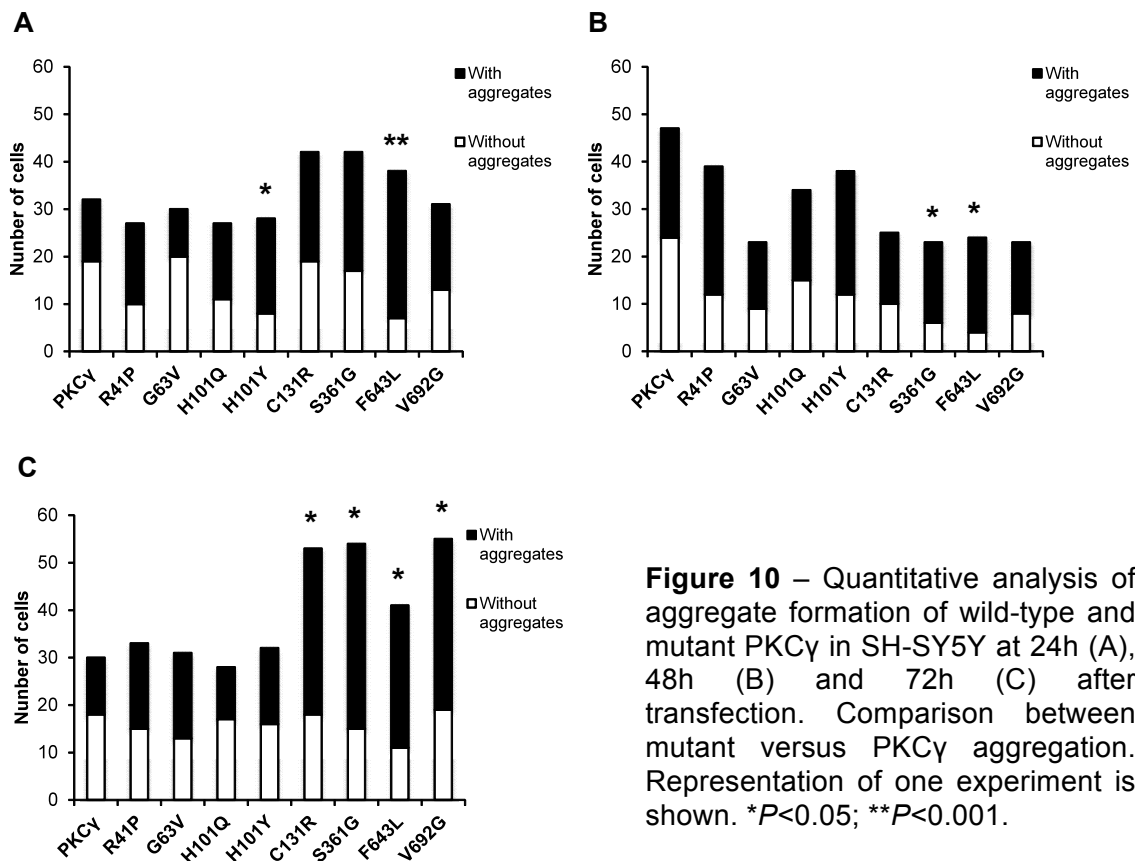 A
60
50
40
30
20
10
0
Nunber of cells
With
aggregates
Without
aggregates
*
**
PKCγ
R41P
G63V
H101Q
H101Y
C131R
S361G
F643L
V692G
B
60
50
40
30
20
10
0
Nunber of cells
With
aggregates
Without
aggregates
*
*
PKCγ
R41P
G63V
H101Q
H101Y
C131R
S361G
F643L
V692G
C
60
50
40
30
20
10
0
Nunber of cells
With
aggregates
Without
aggregates
*
*
*
*
PKCγ
R41P
G63V
H101Q
H101Y
C131R
S361G
F643L
V692G
Figure 10 – Quantitative analysis of
aggregate formation of wild-type and
mutant PKCγ in SH-SY5Y at 24h (A),
48h (B) and 72h (C) after
transfection. Comparison between
mutant versus PKCγ aggregation.
Representation of one experiment is
shown. *P<0.05; **P<0.001.